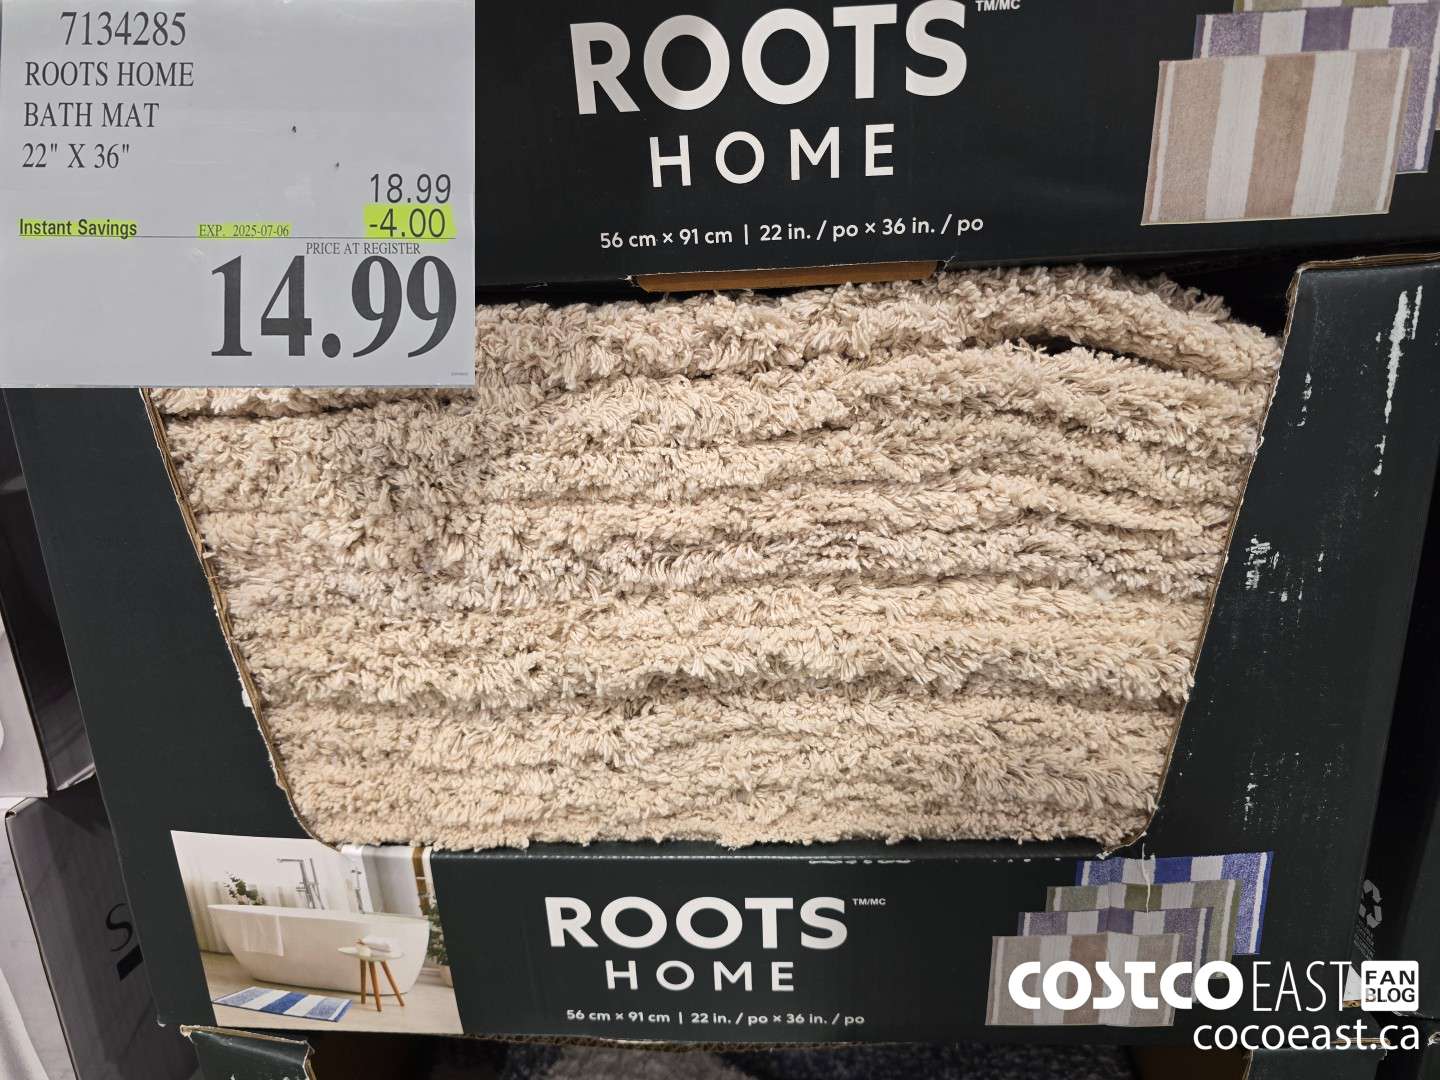 7134285
ROOTS HOME
BATH MAT
22" X 36"
18.99
Instant Savings EXP. 2025-07-06 -4.00
PRICE AT REGISTER
14.99
ROOTS TM/MC
HOME
56 cm × 91 cm | 22 in. / po × 36 in. / po
ROOTS TM/MC
HOME
56 cm × 91 cm | 22 in. / po × 36 in. / po
S
COSTCO EAST FAN BLOG
cocoeast.ca